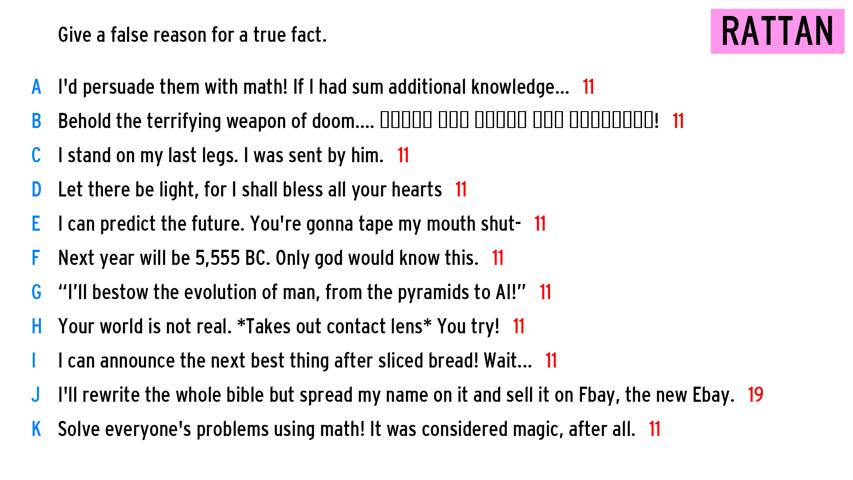 Give a false reason for a true fact.
RATTAN
A I'd persuade them with math! If I had sum additional knowledge... 11
B Behold the terrifying weapon of doom.... ! 11
C I stand on my last legs. I was sent by him. 11
D Let there be light, for I shall bless all your hearts 11
E I can predict the future. You're gonna tape my mouth shut- 11
F Next year will be 5,555 BC. Only god would know this. 11
G “I’ll bestow the evolution of man, from the pyramids to AI!” 11
H Your world is not real. *Takes out contact lens* You try! 11
I I can announce the next best thing after sliced bread! Wait... 11
J I'll rewrite the whole bible but spread my name on it and sell it on Fbay, the new Ebay. 19
K Solve everyone's problems using math! It was considered magic, after all. 11